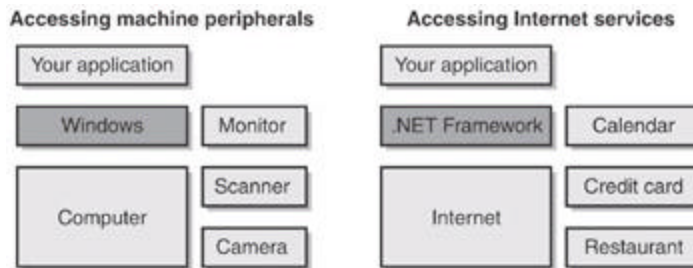 Accessing machine peripherals
Your application
Windows
Monitor
Scanner
Computer
Camera
Accessing Internet services
Your application
.NET Framework
Calendar
Credit card
Internet
Restaurant